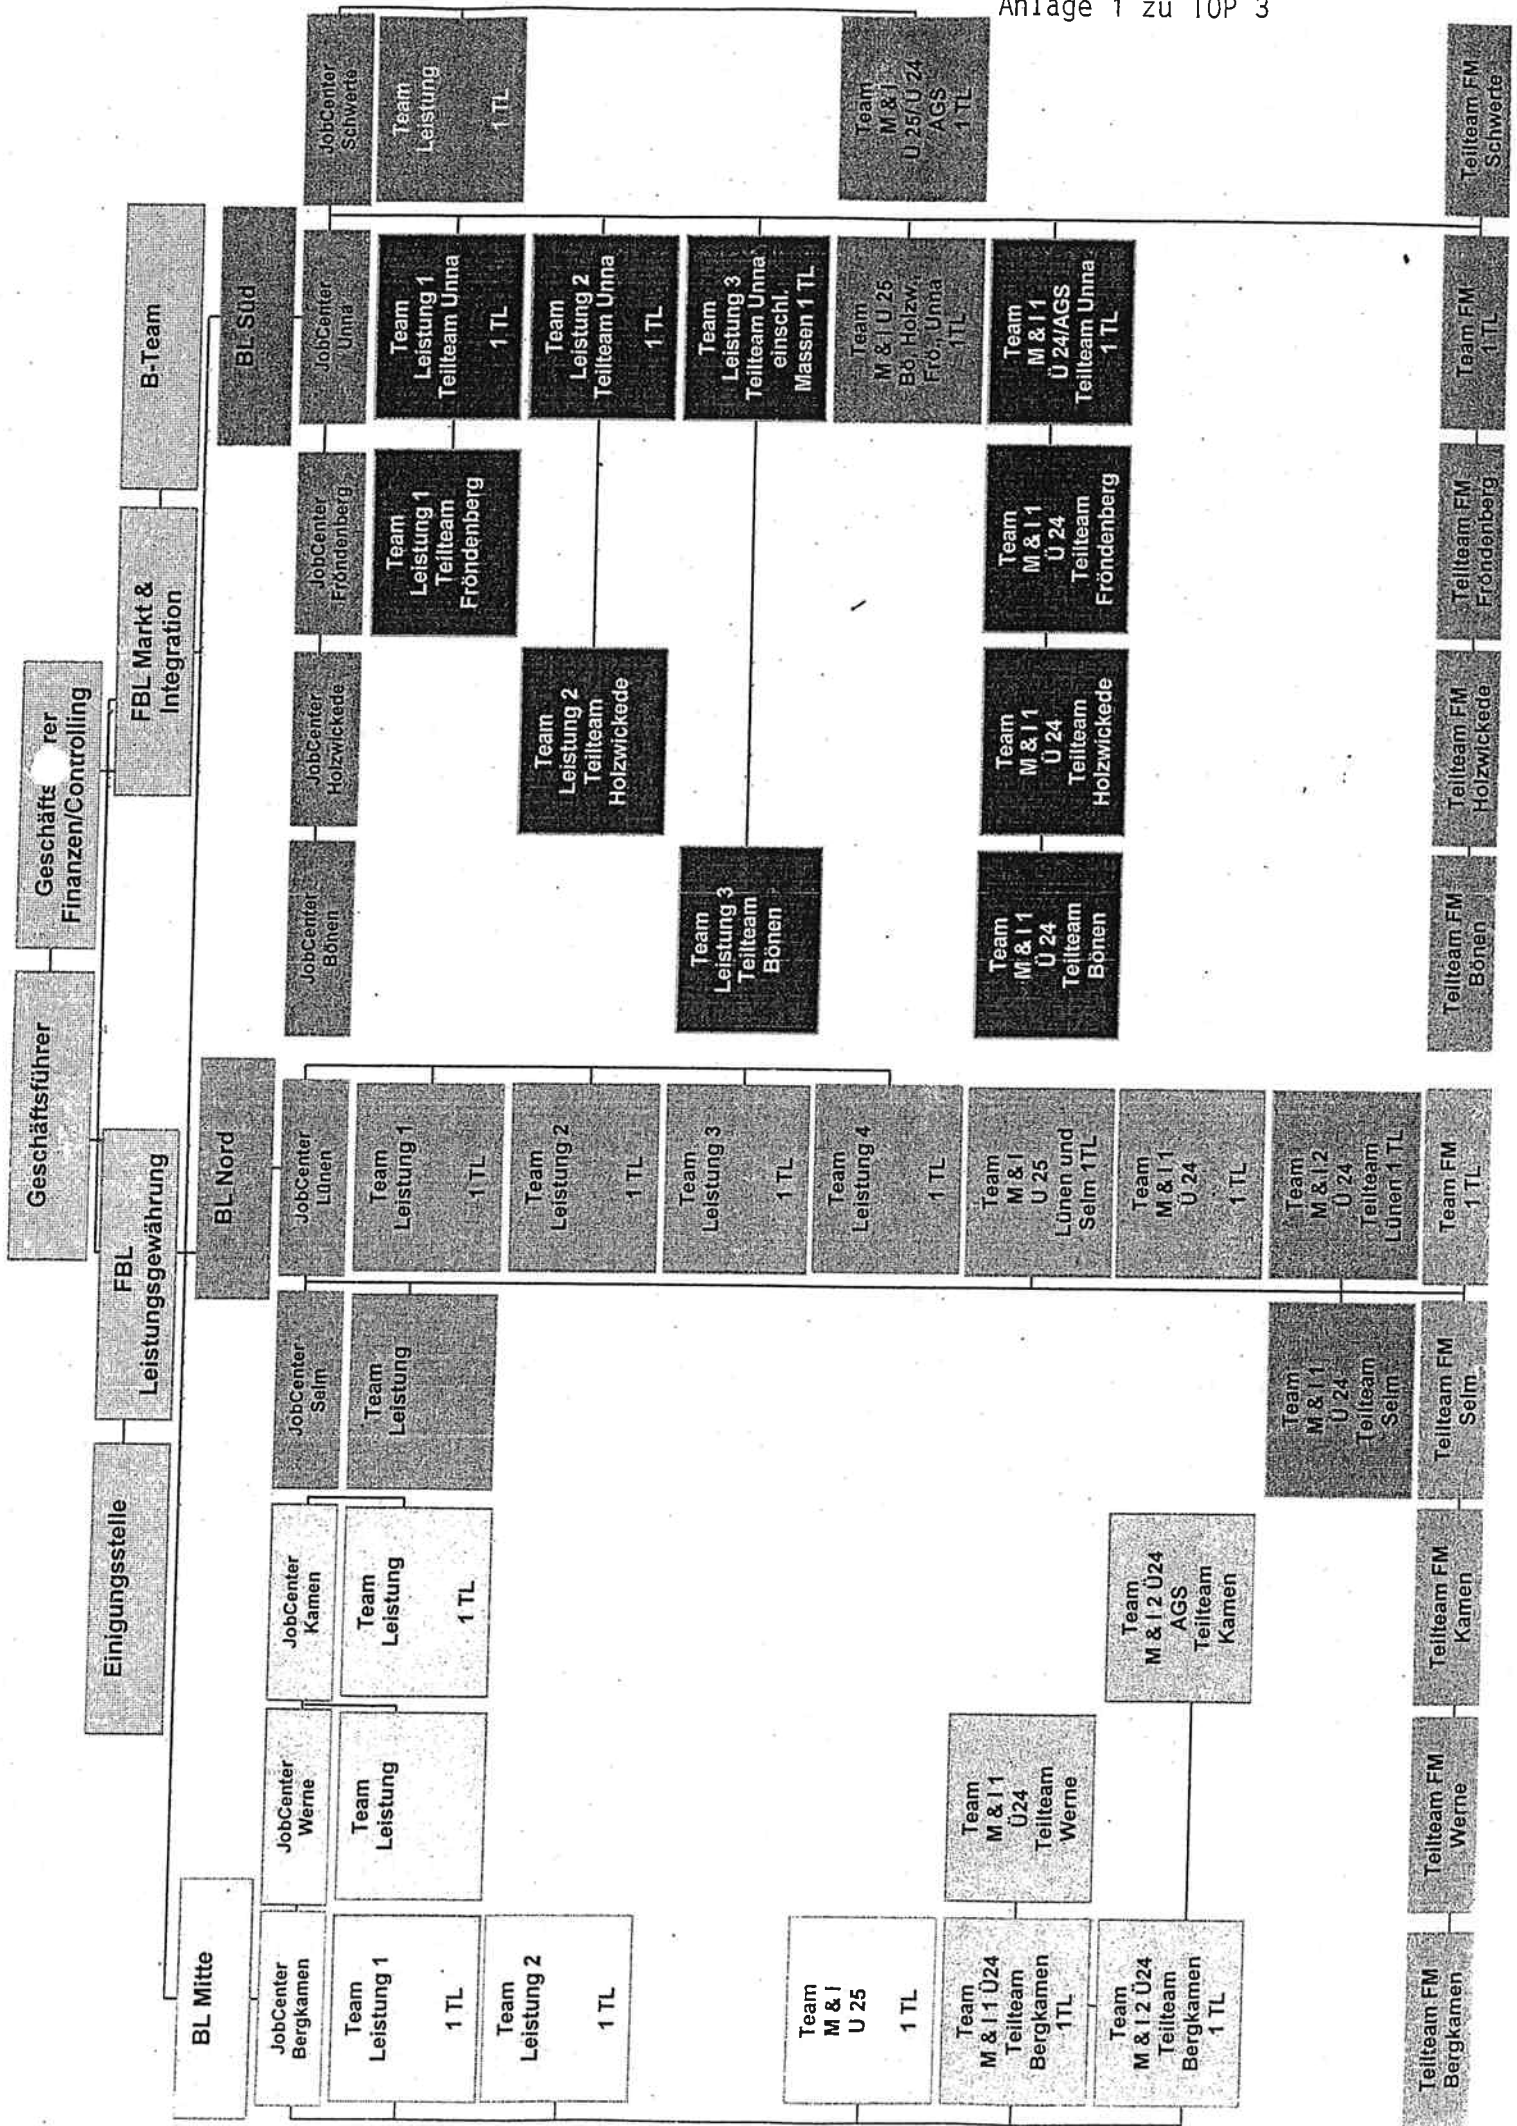 Anlage 1 zu TOP 3
Geschäftsführer
Geschäfts rer
Finanzen/Controlling
Einigungsstelle
FBL
Leistungsgewährung
FBL Markt &
Integration
B-Team
BL Mitte
BL Nord
BL Süd
JobCenter
Bergkamen
JobCenter
Werne
JobCenter
Kamen
JobCenter
Selm
JobCenter
Lünen
JobCenter
Bönen
JobCenter
Holzwickede
JobCenter
Fröndenberg
JobCenter
Unna
JobCenter
Schwerte
Team
Leistung 1
1 TL
Team
Leistung
Team
Leistung
1 TL
Team
Leistung
Team
Leistung 1
1 TL
Team
Leistung 1
Teilteam
Fröndenberg
Team
Leistung 1
Teilteam Unna
1 TL
Team
Leistung
1 TL
Team
Leistung 2
1 TL
Team
Leistung 2
1 TL
Team
Leistung 2
Teilteam
Holzwickede
Team
Leistung 2
Teilteam Unna
1 TL
Team
Leistung 3
1 TL
Team
Leistung 3
Teilteam
Bönen
Team
Leistung 3
Teilteam Unna
einschl.
Massen 1 TL
Team
M & I
U 25
1 TL
Team
Leistung 4
1 TL
Team
M & I U 25
Bö, Holzw.,
Frö., Unna
1 TL
Team
M & I
U 25/Ü 24
AGS
1 TL
Team
M & I 1 Ü24
Teilteam
Bergkamen
1TL
Team
M & I 1
Ü24
Teilteam
Werne
Team
M & I
U 25
Lünen und
Selm 1TL
Team
M & I 1
Ü 24
Teilteam
Bönen
Team
M & I 1
Ü 24
Teilteam
Holzwickede
Team
M & I 1
Ü 24
Teilteam
Fröndenberg
Team
M & I 1
Ü 24/AGS
Teilteam Unna
1 TL
Team
M & I 2 Ü24
Teilteam
Bergkamen
1 TL
Team
M & I 2 Ü24
AGS
Teilteam
Kamen
Team
M & I 1
Ü 24
1 TL
Team
M & I 1
Ü 24
Teilteam
Selm
Team
M & I 2
Ü 24
Teilteam
Lünen 1 TL
Teilteam FM
Bergkamen
Teilteam FM
Werne
Teilteam FM
Kamen
Teilteam FM
Selm
Team FM
1 TL
Teilteam FM
Bönen
Teilteam FM
Holzwickede
Teilteam FM
Fröndenberg
Team FM
1 TL
Teilteam FM
Schwerte